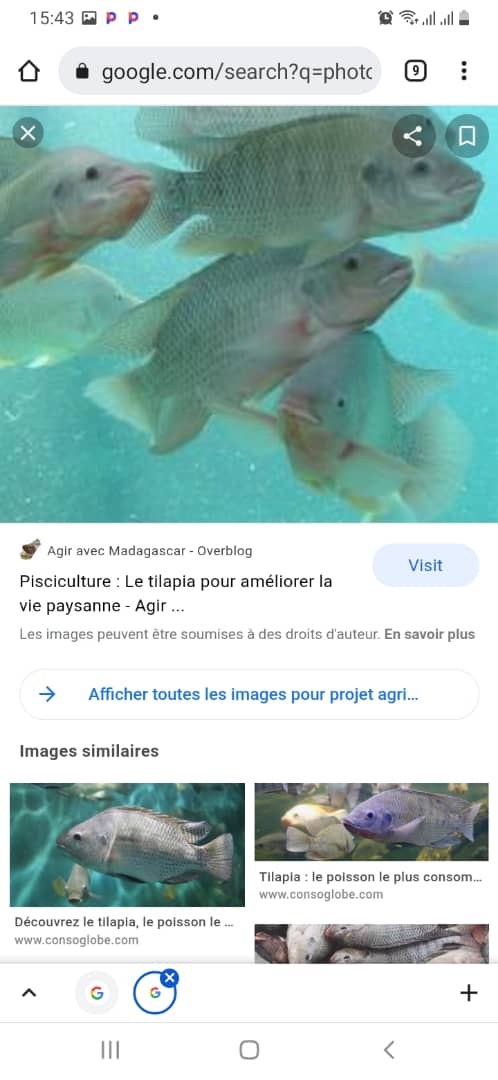 15:43
google.com/search?q=photo
9
Agir avec Madagascar - Overblog
Pisciculture : Le tilapia pour améliorer la
vie paysanne - Agir ...
Visit
Les images peuvent être soumises à des droits d'auteur. En savoir plus
Afficher toutes les images pour projet agri...
Images similaires
Découvrez le tilapia, le poisson le ...
www.consoglobe.com
Tilapia : le poisson le plus consom...
www.consoglobe.com